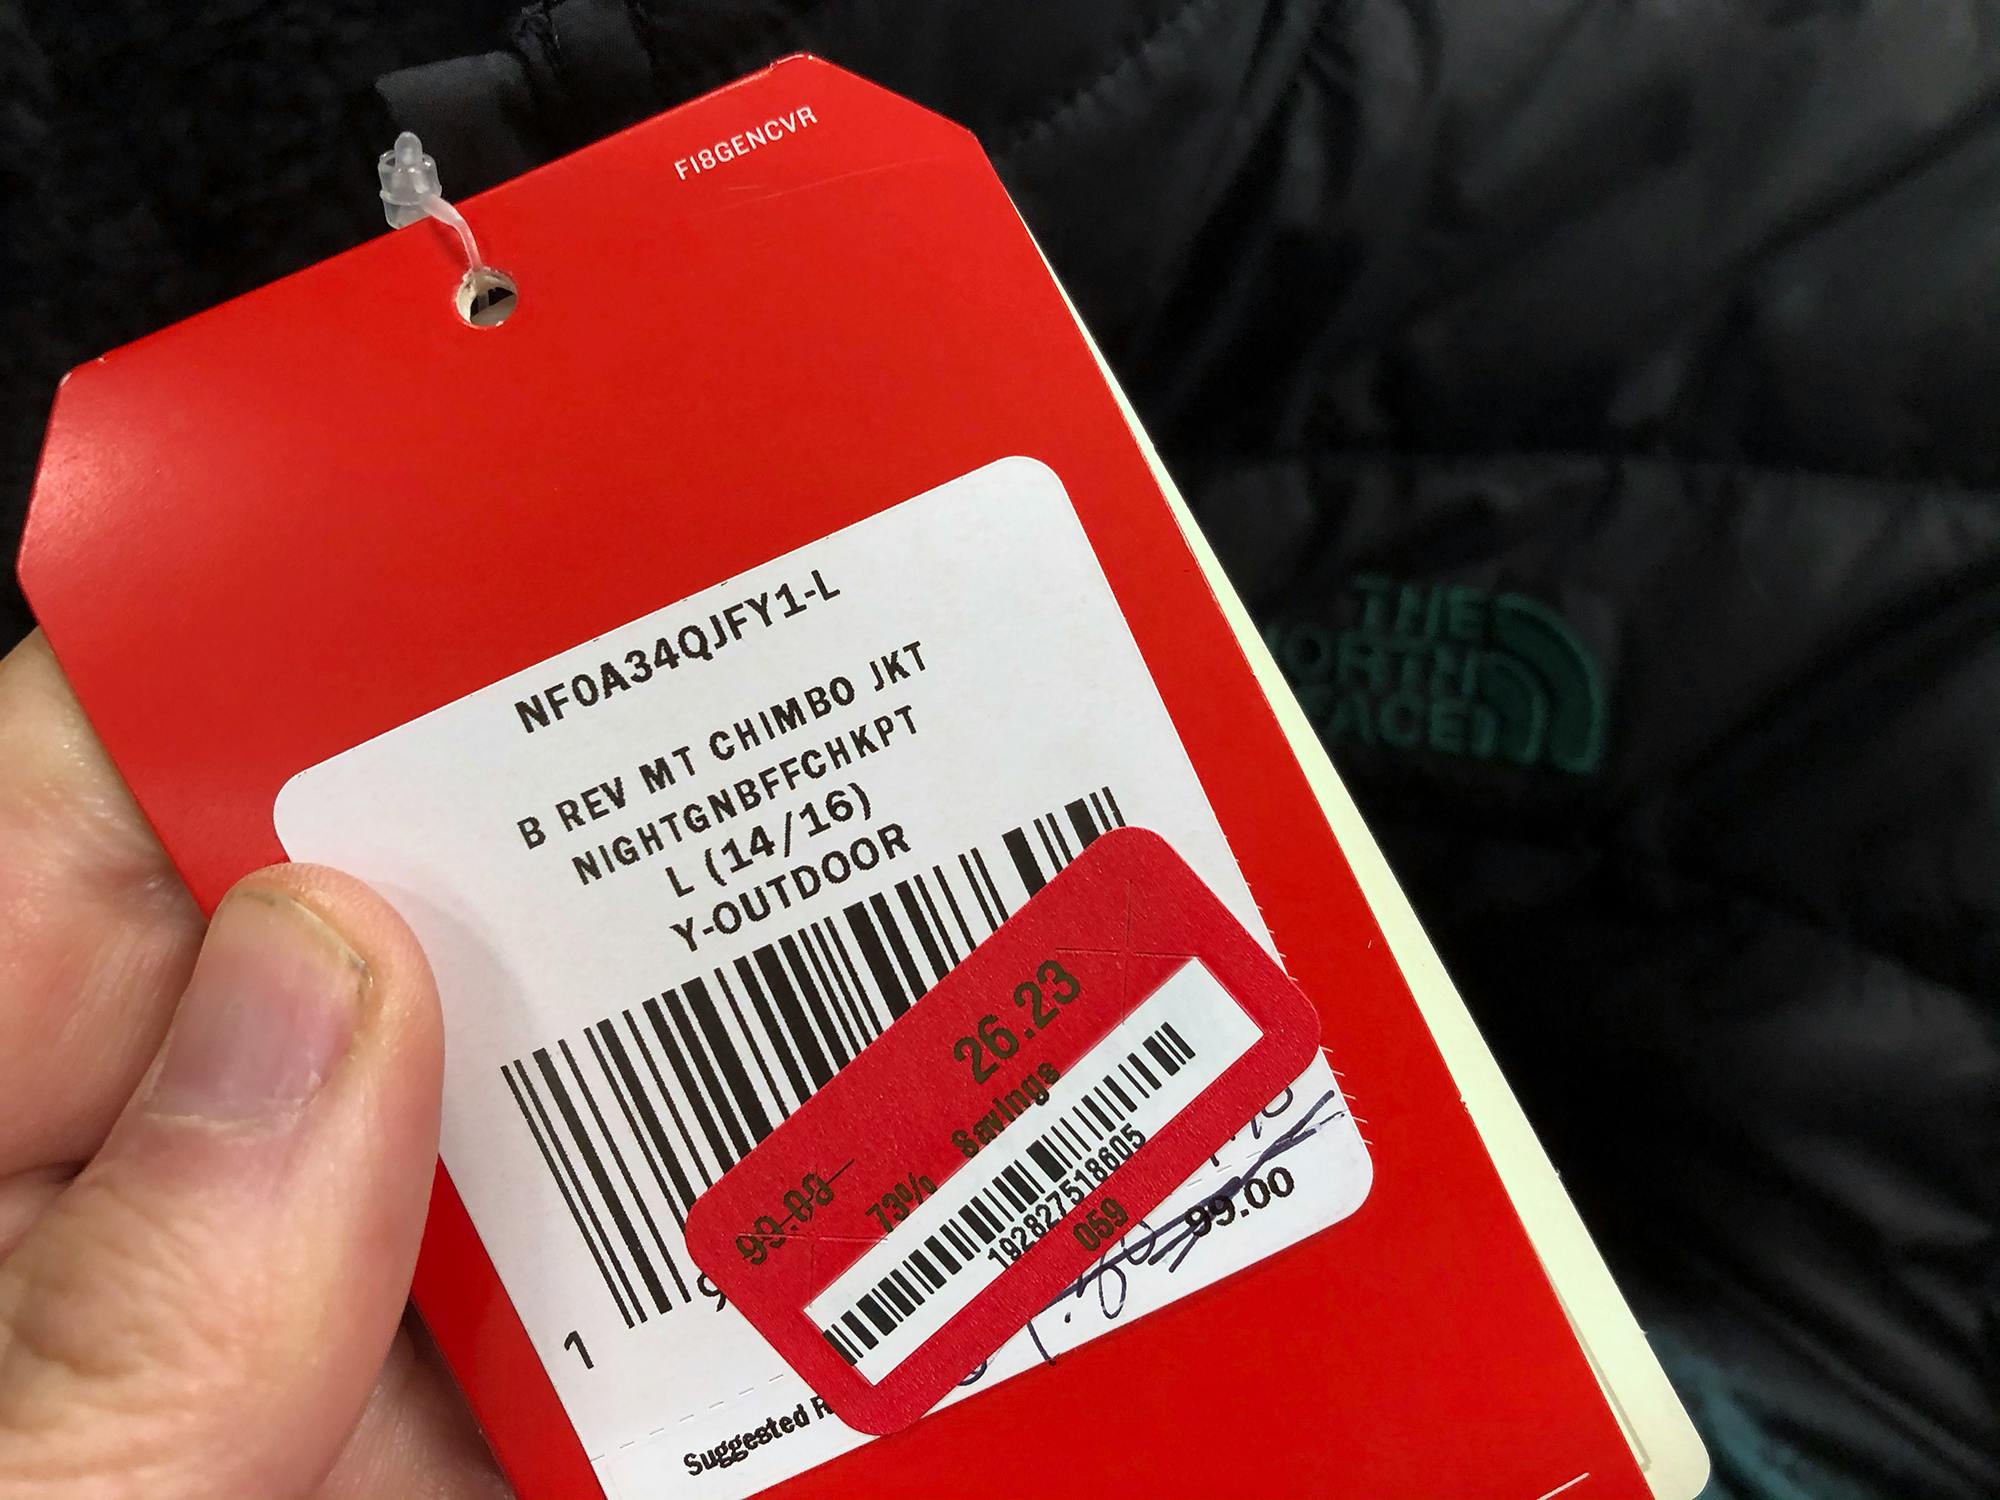 FI8GENCVR
NF0A34QJFY1-L
B REV MT CHIMBO JKT
NIGHTGNBFFCHKPT
L (14/16)
Y-OUTDOOR
26.23
99.00
73% Savings
192827518605
059
99.00
1
9
Suggested
THE
NORTH
FACE